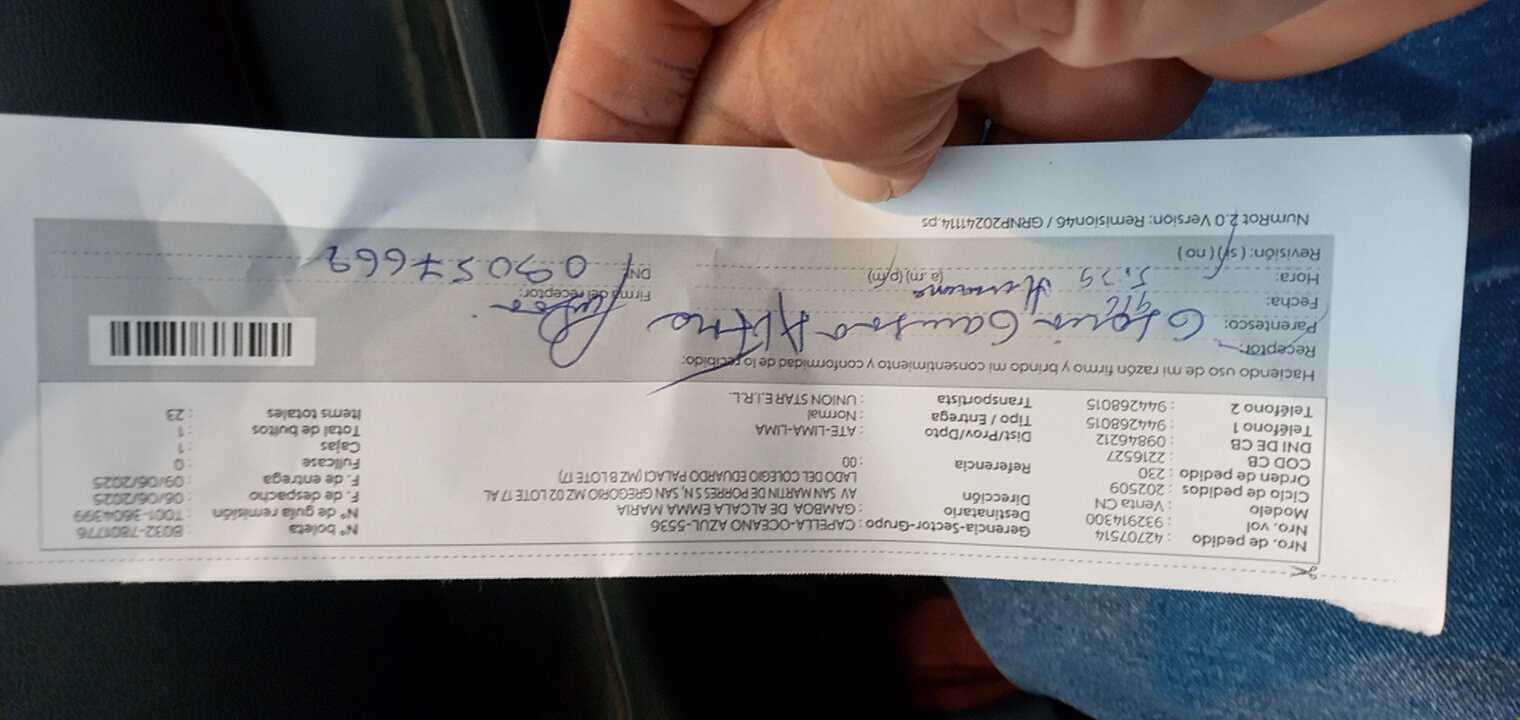 Nro. de pedido : 42707514 Gerencia-Sector-Grupo : CAPELLA-OCEANO AZUL-5536 N° boleta : B032-7801776
Nro. vol : 932914300 Destinatario : GAMBOA DE ALCALA EMMA MARIA N° de guía remisión : T001-3604399
Modelo : Venta CN Dirección AV SAN MARTIN DE PORRES S N, SAN GREGORIO MZ 02 LOTE 17 AL F. de despacho : 06/06/2025
Ciclo de pedidos : 202509 LADO DEL COLEGIO EDUARDO PALACI (MZ B LOTE 17) F. de entrega : 09/06/2025
Orden de pedido : 230 Referencia : 00 Fullcase : 0
COD CB : 2216527 Cajas : 1
DNI DE CB : 09846212 Dist/Prov/Dpto : ATE-LIMA-LIMA Total de bultos : 1
Teléfono 1 : 944268015 Tipo / Entrega : Normal Items totales : 23
Teléfono 2 : 944268015 Transportista : UNION STAR E.I.R.L.
Haciendo uso de mi razón firmo y brindo mi consentimiento y conformidad de lo recibido:
Receptor:
Parentesco:
Fecha: Firma del receptor:
Hora: (a m) (p m) DNI
Revisión: ( si ) ( no )
NumRot 2.0 Version: Remision46 / GRNP20241114.ps